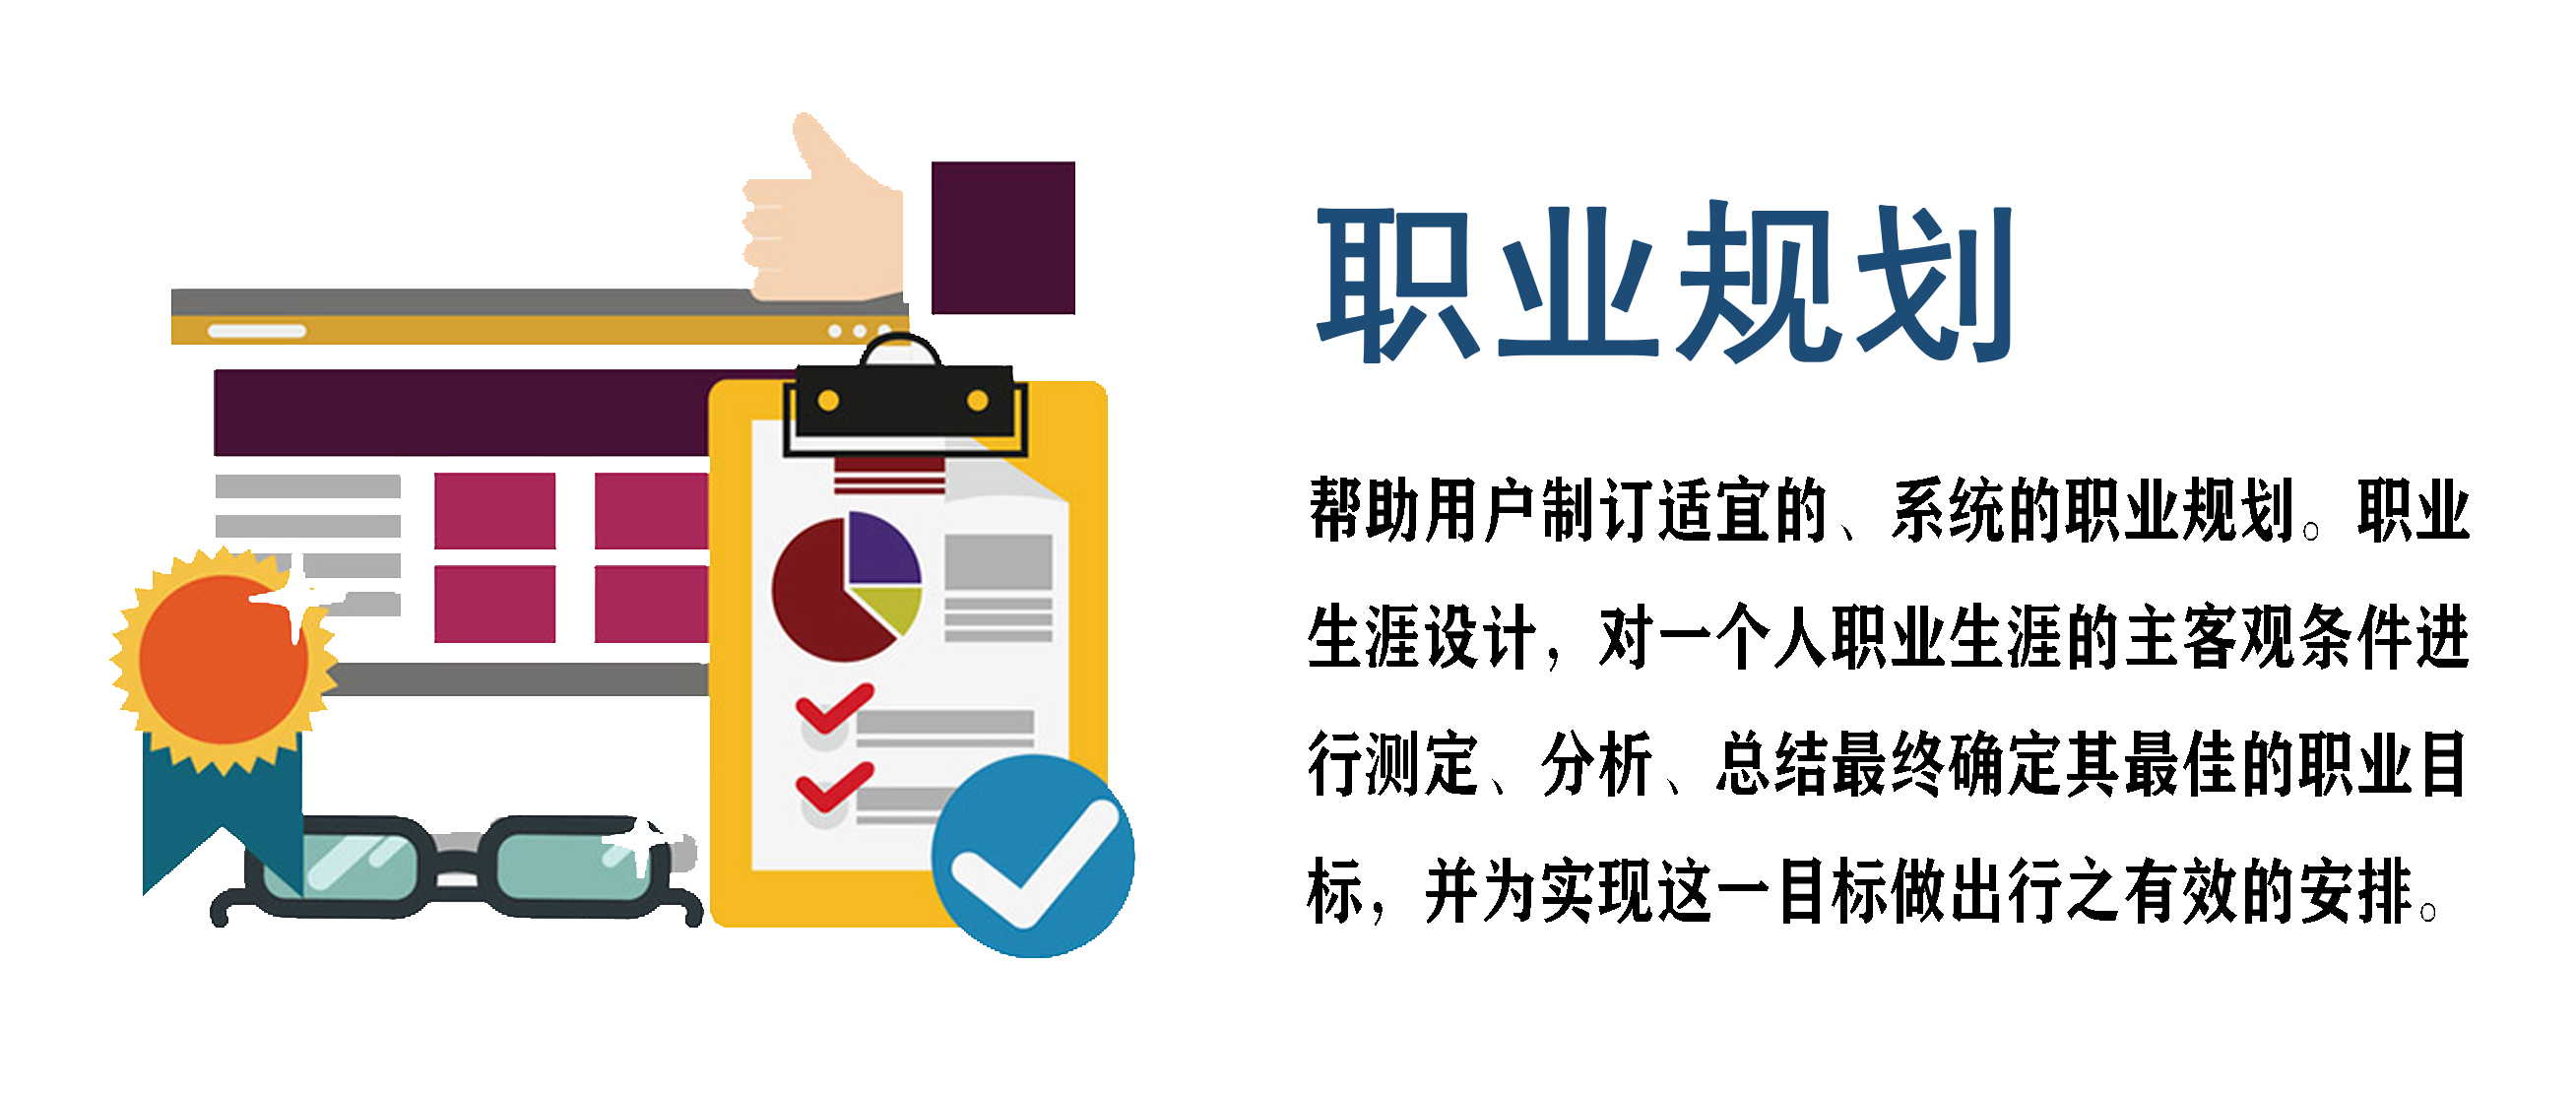 职业规划
帮助用户制订适宜的、系统的职业规划。职业
生涯设计，对一个人职业生涯的主客观条件进
行测定、分析、总结最终确定其最佳的职业目
标，并为实现这一目标做出行之有效的安排。